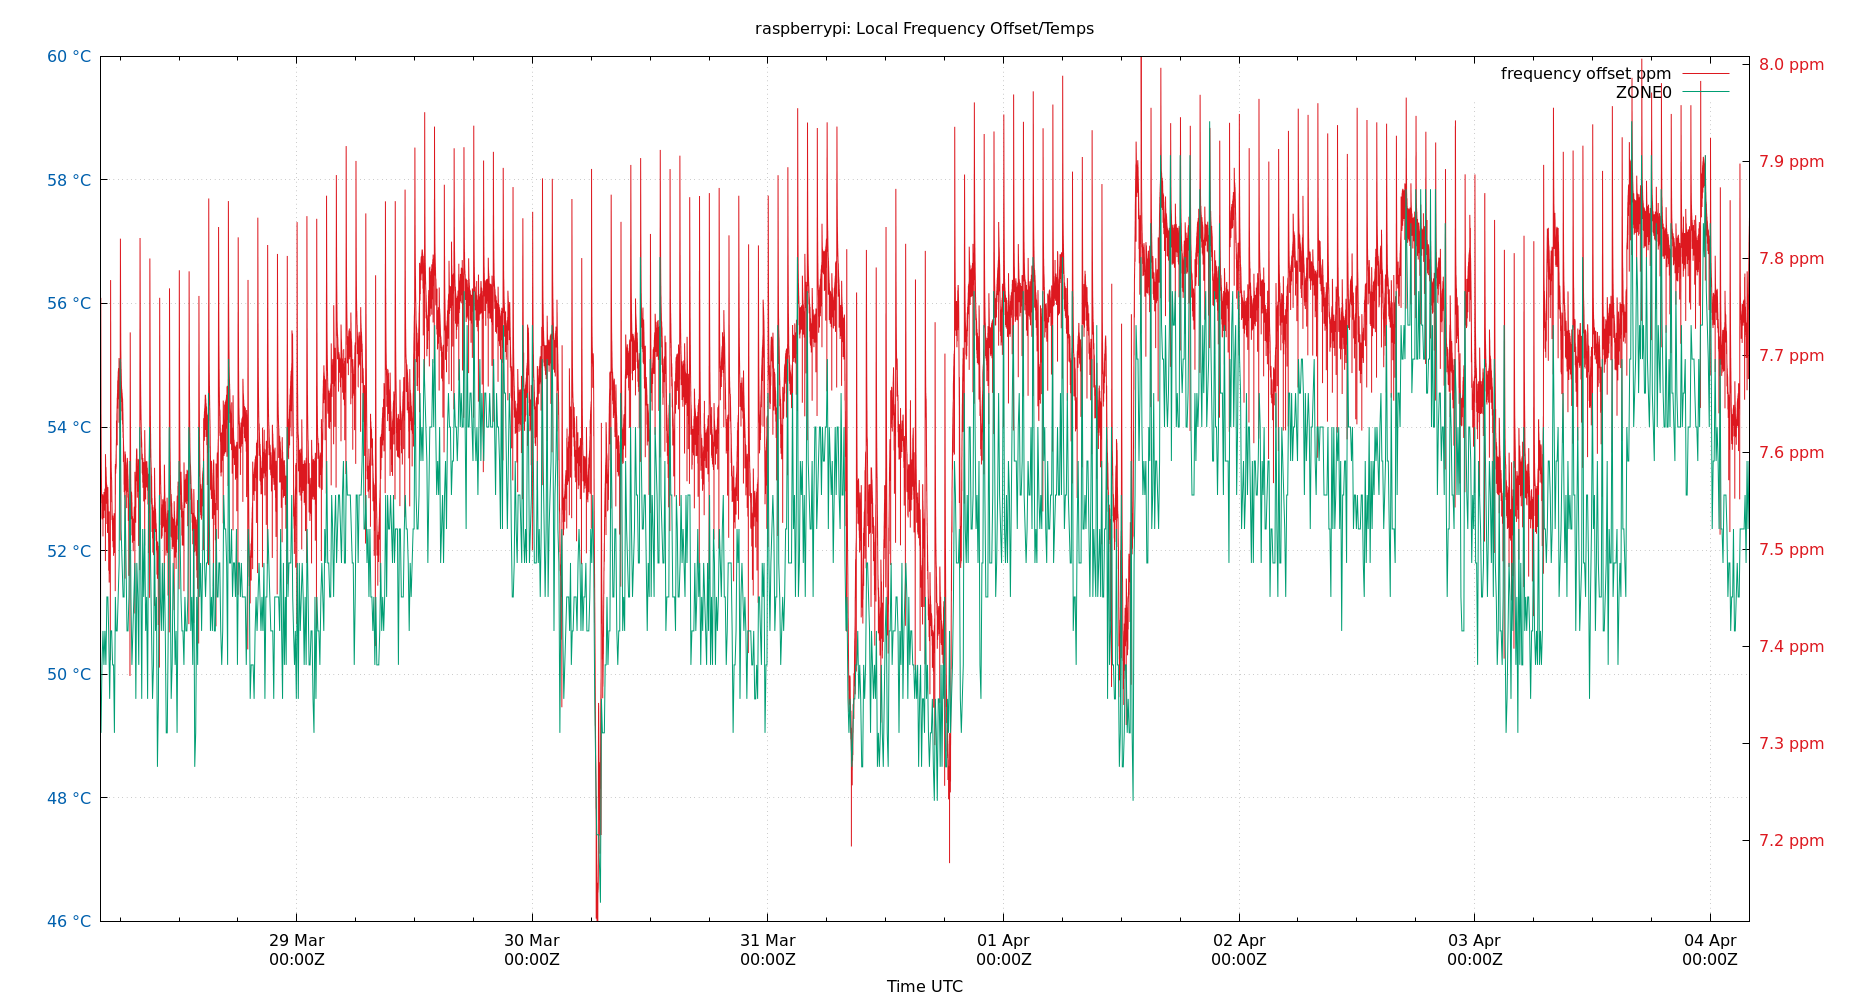 raspberrypi: Local Frequency Offset/Temps
60 °C
58 °C
56 °C
54 °C
52 °C
50 °C
48 °C
46 °C
8.0 ppm
7.9 ppm
7.8 ppm
7.7 ppm
7.6 ppm
7.5 ppm
7.4 ppm
7.3 ppm
7.2 ppm
frequency offset ppm
ZONE0
29 Mar
00:00Z
30 Mar
00:00Z
31 Mar
00:00Z
01 Apr
00:00Z
02 Apr
00:00Z
03 Apr
00:00Z
04 Apr
00:00Z
Time UTC